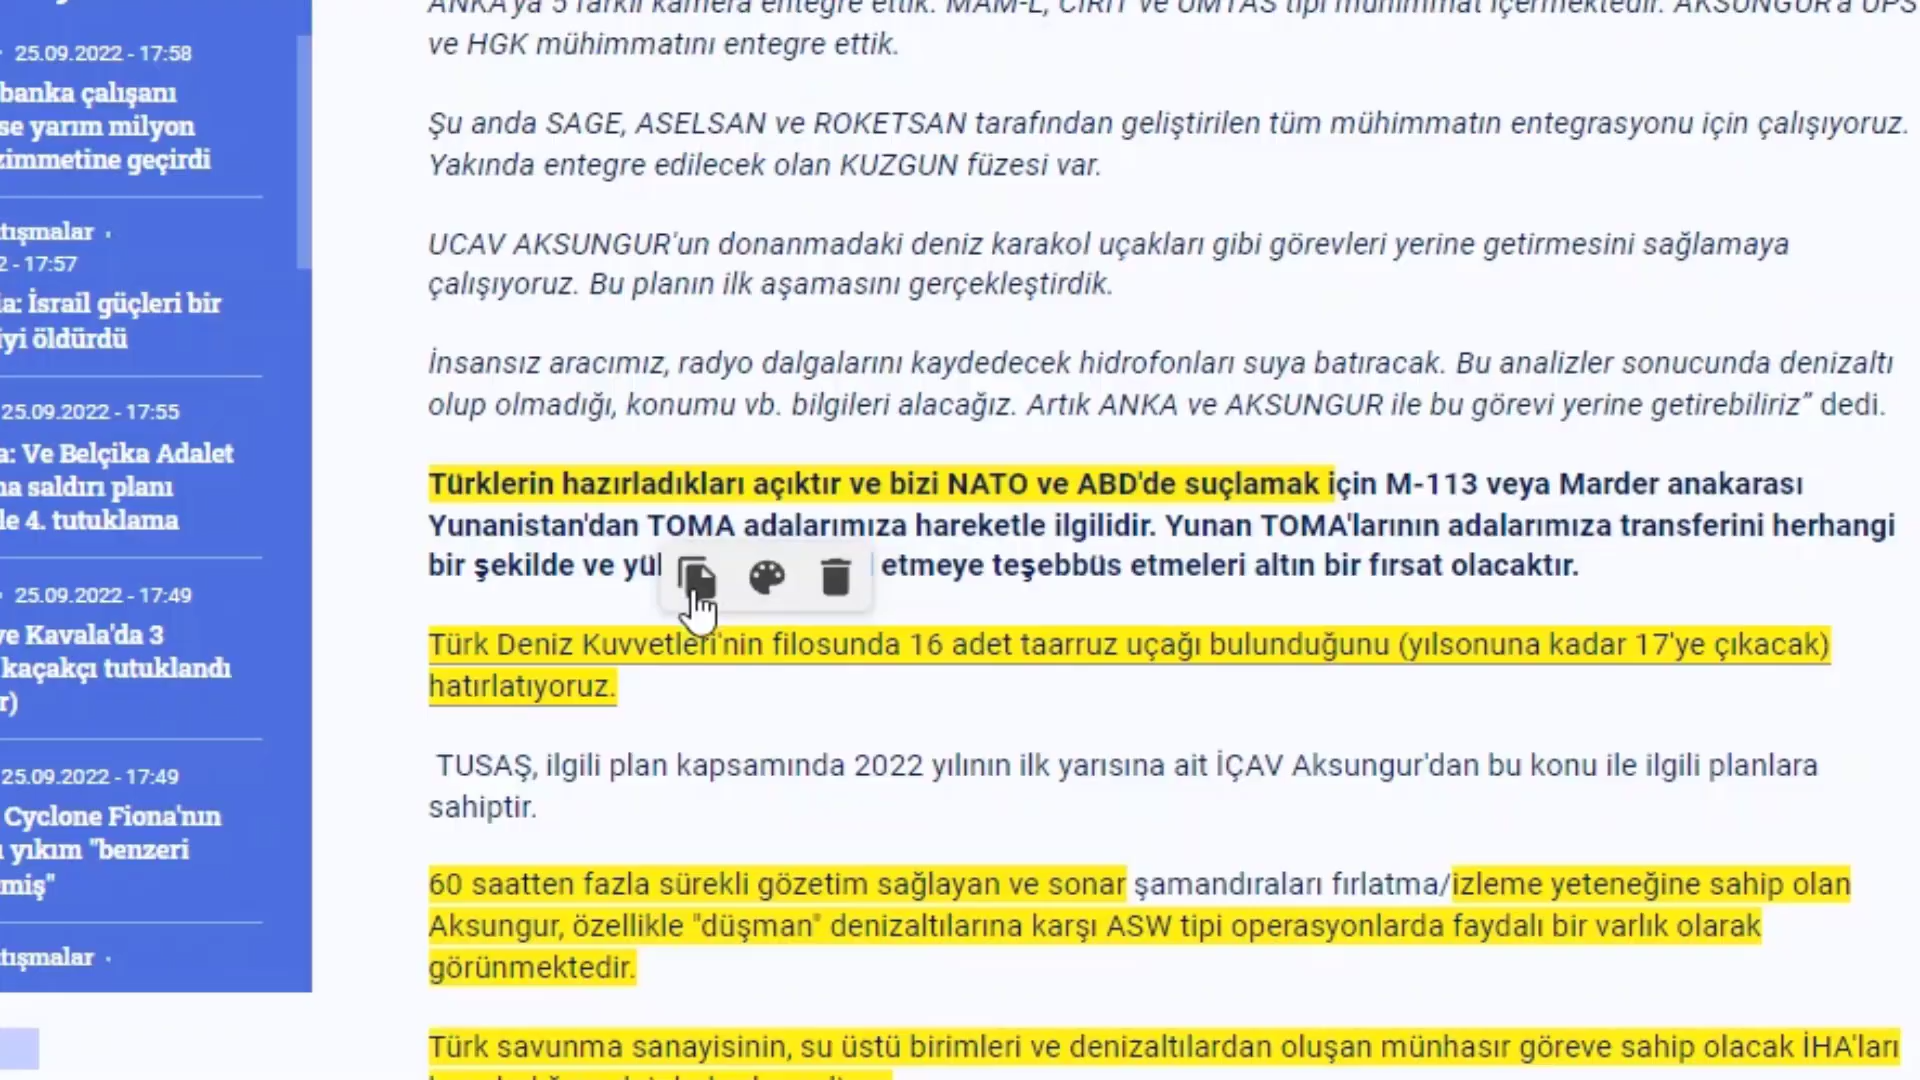 25.09.2022 - 17:58
banka çalışanı
se yarım milyon
zimmetine geçirdi
tışmalar ·
2 - 17:57
ia: İsrail güçleri bir
iyi öldürdü
25.09.2022 - 17:55
a: Ve Belçika Adalet
na saldırı planı
le 4. tutuklama
25.09.2022 - 17:49
ve Kavala'da 3
kaçakçı tutuklandı
r)
25.09.2022 - 17:49
Cyclone Fiona'nın
ı yıkım "benzeri
miş"
tışmalar ·
ANKA'ya 5 farklı kamera entegre ettik. MAM-L, CİRİT ve UMTAS tipi mühimmat içermektedir. AKSUNGUR'a
ve HGK mühimmatını entegre ettik.
Şu anda SAGE, ASELSAN ve ROKETSAN tarafından geliştirilen tüm mühimmatın entegrasyonu için çalışıyoruz.
Yakında entegre edilecek olan KUZGUN füzesi var.
UCAV AKSUNGUR'un donanmadaki deniz karakol uçakları gibi görevleri yerine getirmesini sağlamaya
çalışıyoruz. Bu planın ilk aşamasını gerçekleştirdik.
İnsansız aracımız, radyo dalgalarını kaydedecek hidrofonları suya batıracak. Bu analizler sonucunda denizaltı
olup olmadığı, konumu vb. bilgileri alacağız. Artık ANKA ve AKSUNGUR ile bu görevi yerine getirebiliriz” dedi.
Türklerin hazırladıkları açıktır ve bizi NATO ve ABD'de suçlamak için M-113 veya Marder anakarası
Yunanistan'dan TOMA adalarımıza hareketle ilgilidir. Yunan TOMA'larının adalarımıza transferini herhangi
bir şekilde ve yül etmeye teşebbüs etmeleri altın bir fırsat olacaktır.
Türk Deniz Kuvvetleri'nin filosunda 16 adet taarruz uçağı bulunduğunu (yılsonuna kadar 17'ye çıkacak)
hatırlatıyoruz.
TUSAŞ, ilgili plan kapsamında 2022 yılının ilk yarısına ait İÇAV Aksungur'dan bu konu ile ilgili planlara
sahiptir.
60 saatten fazla sürekli gözetim sağlayan ve sonar şamandıraları fırlatma/izleme yeteneğine sahip olan
Aksungur, özellikle "düşman" denizaltılarına karşı ASW tipi operasyonlarda faydalı bir varlık olarak
görünmektedir.
Türk savunma sanayisinin, su üstü birimleri ve denizaltılardan oluşan münhasır göreve sahip olacak İHA'ları